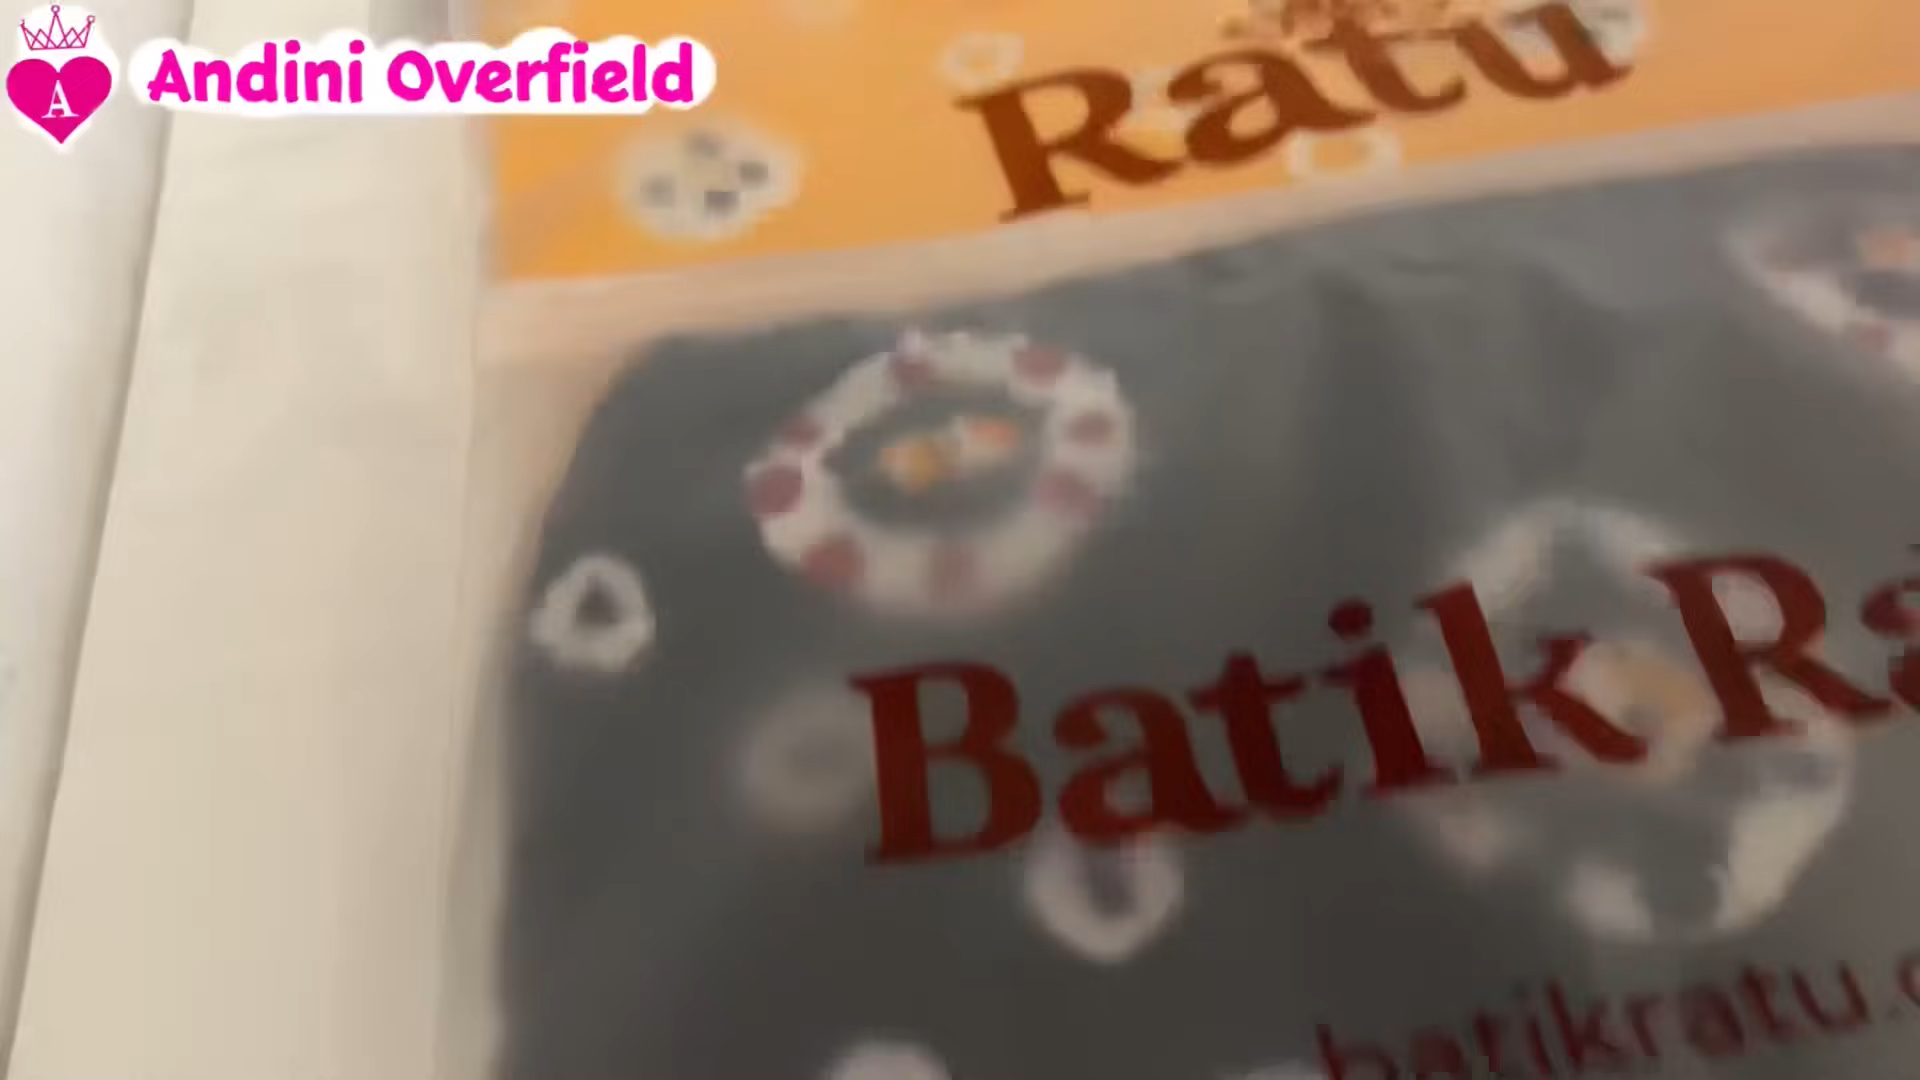 A
Andini Overfield
Ratu
Batik Ra
batikratu.